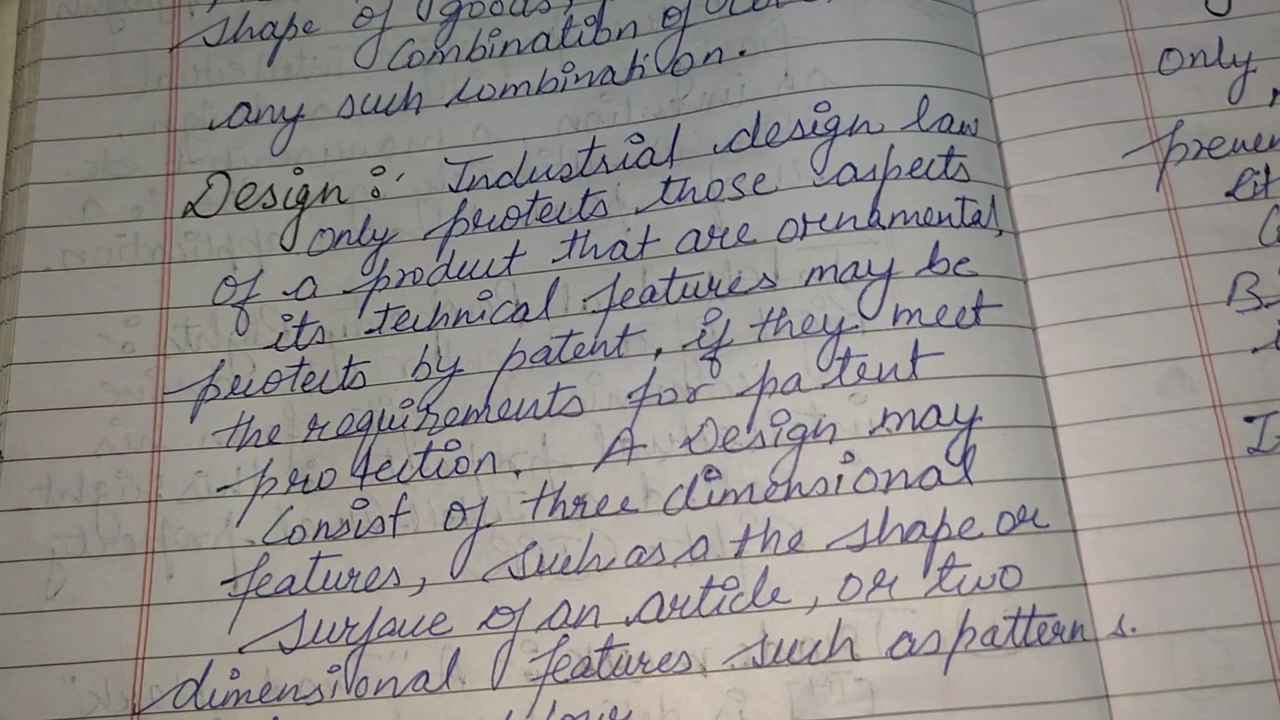 shape of goods,
combination of
any such combination.
Design : Industrial design law
only protects those aspects
of a product that are ornamental,
its technical features may be
protects by patent, if they meet
the requirements for patent
protection. A Design may
consist of three dimensional
features, such as a the shape or
surface of an article, or two
dimensional features such as patterns.
only
B
I